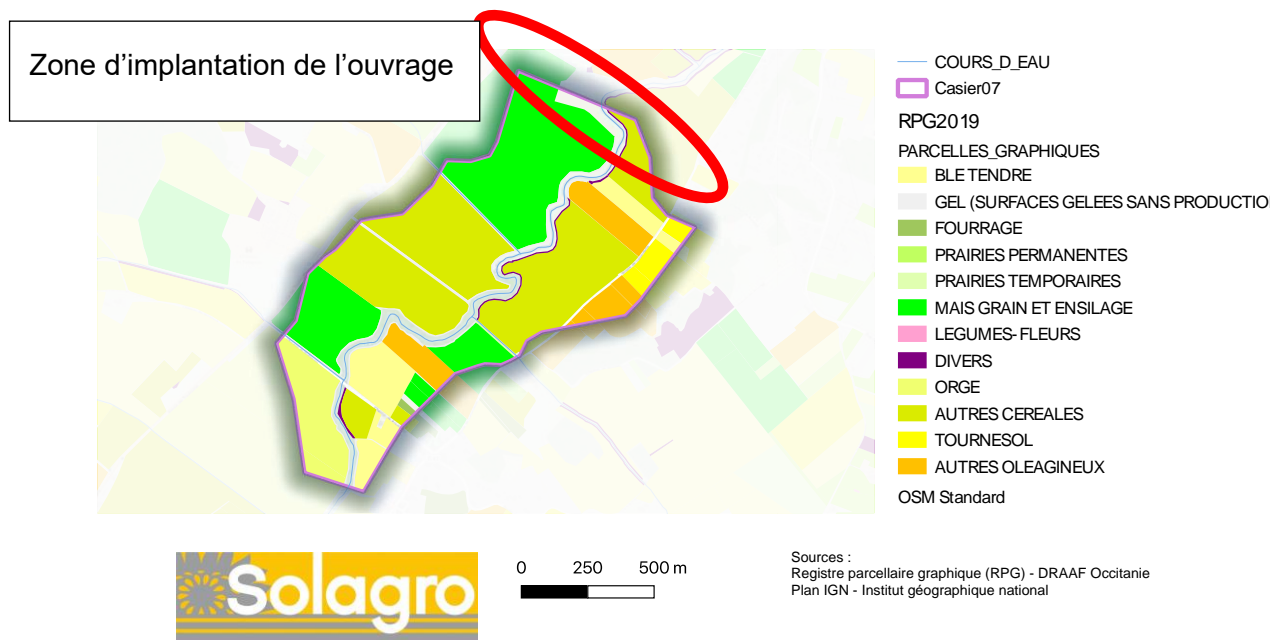 Zone d'implantation de l'ouvrage
COURS_D_EAU
Casier07
RPG2019
PARCELLES_GRAPHIQUES
BLE TENDRE
GEL (SURFACES GELEES SANS PRODUCTIO
FOURRAGE
PRAIRIES PERMANENTES
PRAIRIES TEMPORAIRES
MAIS GRAIN ET ENSILAGE
LEGUMES-FLEURS
DIVERS
ORGE
AUTRES CEREALES
TOURNESOL
AUTRES OLEAGINEUX
OSM Standard
Solagro
0 250 500 m
Sources :
Registre parcellaire graphique (RPG) - DRAAF Occitanie
Plan IGN - Institut géographique national